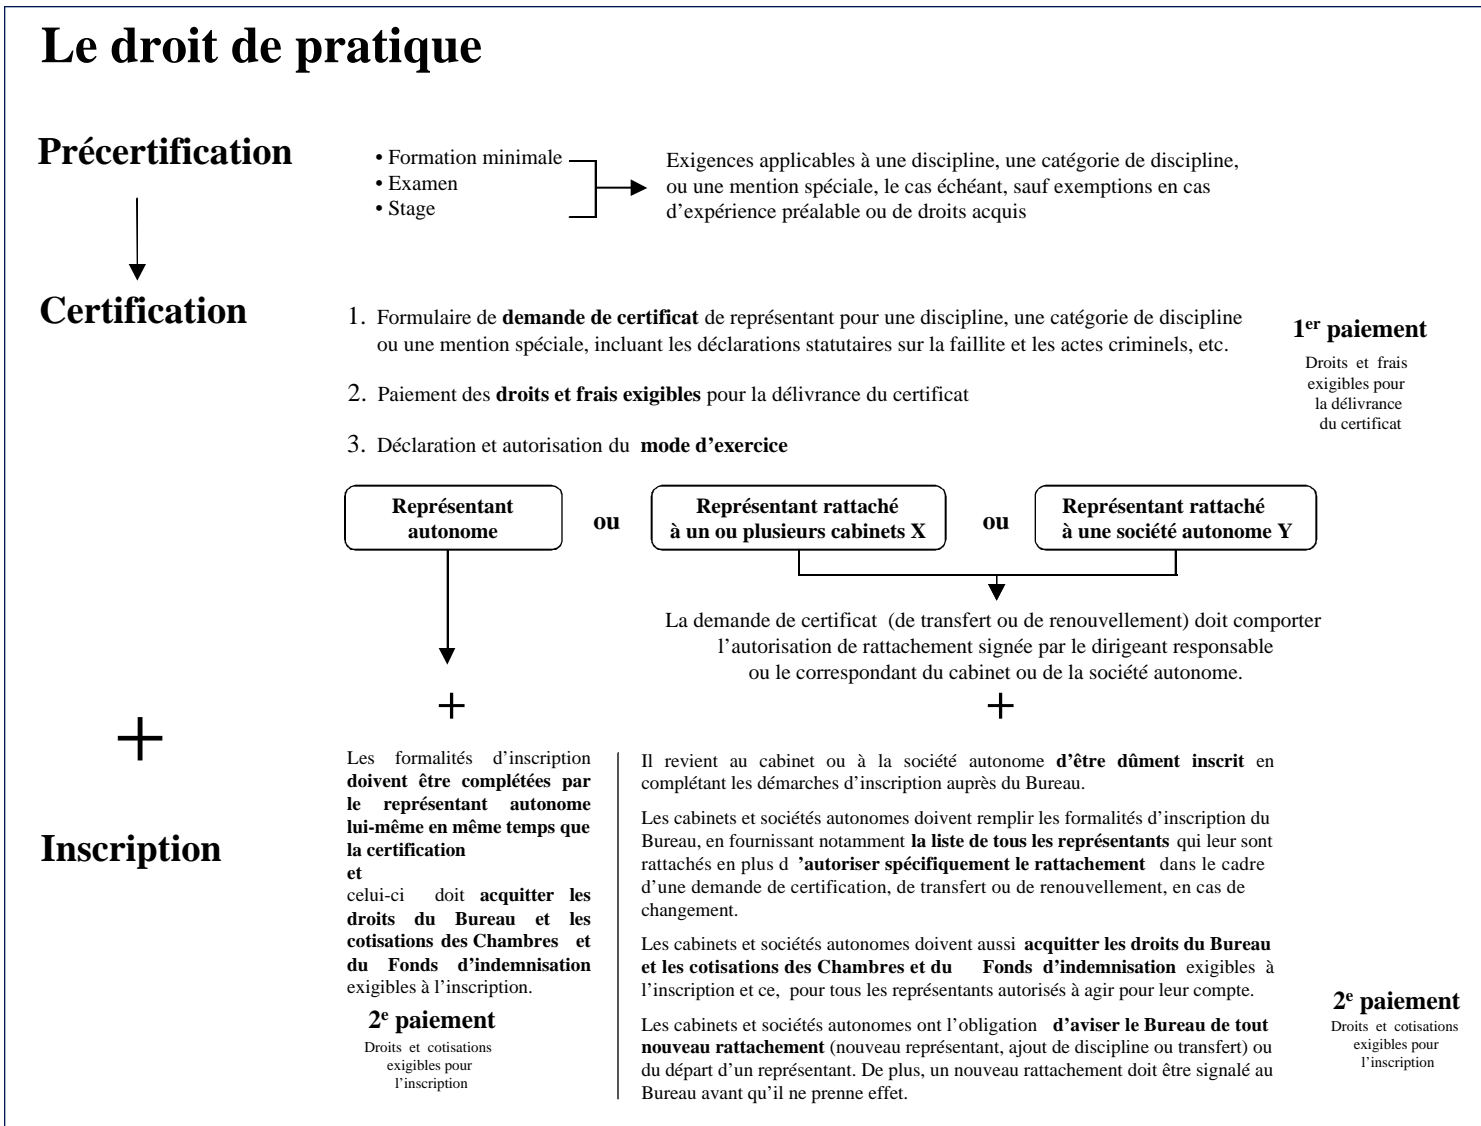 Le droit de pratique
Précertification
• Formation minimale
• Examen
• Stage
Exigences applicables à une discipline, une catégorie de discipline,
ou une mention spéciale, le cas échéant, sauf exemptions en cas
d’expérience préalable ou de droits acquis
Certification
1. Formulaire de demande de certificat de représentant pour une discipline, une catégorie de discipline
ou une mention spéciale, incluant les déclarations statutaires sur la faillite et les actes criminels, etc.
2. Paiement des droits et frais exigibles pour la délivrance du certificat
3. Déclaration et autorisation du mode d’exercice
1er paiement
Droits et frais
exigibles pour
la délivrance
du certificat
Représentant
autonome
ou
Représentant rattaché
à un ou plusieurs cabinets X
ou
Représentant rattaché
à une société autonome Y
La demande de certificat (de transfert ou de renouvellement) doit comporter
l’autorisation de rattachement signée par le dirigeant responsable
ou le correspondant du cabinet ou de la société autonome.
+
+
+
Inscription
Les formalités d’inscription
doivent être complétées par
le représentant autonome
lui-même en même temps que
la certification
et
celui-ci doit acquitter les
droits du Bureau et les
cotisations des Chambres et
du Fonds d’indemnisation
exigibles à l’inscription.
2e paiement
Droits et cotisations
exigibles pour
l’inscription
Il revient au cabinet ou à la société autonome d’être dûment inscrit en
complétant les démarches d’inscription auprès du Bureau.
Les cabinets et sociétés autonomes doivent remplir les formalités d’inscription du
Bureau, en fournissant notamment la liste de tous les représentants qui leur sont
rattachés en plus d ’autoriser spécifiquement le rattachement dans le cadre
d’une demande de certification, de transfert ou de renouvellement, en cas de
changement.
Les cabinets et sociétés autonomes doivent aussi acquitter les droits du Bureau
et les cotisations des Chambres et du Fonds d’indemnisation exigibles à
l’inscription et ce, pour tous les représentants autorisés à agir pour leur compte.
Les cabinets et sociétés autonomes ont l’obligation d’aviser le Bureau de tout
nouveau rattachement (nouveau représentant, ajout de discipline ou transfert) ou
du départ d’un représentant. De plus, un nouveau rattachement doit être signalé au
Bureau avant qu’il ne prenne effet.
2e paiement
Droits et cotisations
exigibles pour
l’inscription